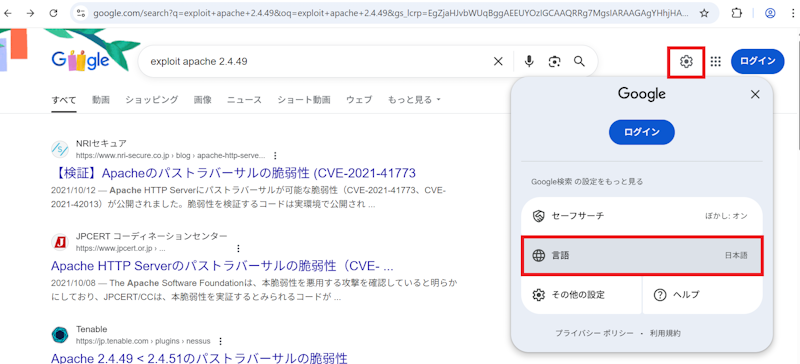 google.com/search?q=exploit+apache+2.4.49&oq=exploit+apache+2.4.49&gs_lcrp=EgZjaHJvbWUqBggAEEUYOzIGCAAQRRg7MgsIARAAGAgYHhjHA...
Google
exploit apache 2.4.49
ログイン
すべて 動画 ショッピング 画像 ニュース ショート動画 ウェブ もっと見る
NRIセキュア
https://www.nri-secure.co.jp › blog › apache-http-serve...
【検証】Apacheのパストラバーサルの脆弱性 (CVE-2021-41773
2021/10/12 — Apache HTTP Serverにパストラバーサルが可能な脆弱性（CVE-2021-41773、CVE-
2021-42013）が公開されました。脆弱性を検証するコードは実環境で公開され ...
JPCERT コーディネーションセンター
https://www.jpcert.or.jp › ...
Apache HTTP Serverのパストラバーサルの脆弱性（CVE- ...
2021/10/08 — The Apache Software Foundationは、本脆弱性を悪用する攻撃を確認していると明らか
にしており、JPCERT/CCは、本脆弱性を実証するとみられるコードが ...
Tenable
https://jp.tenable.com › plugins › nessus
Apache 2.4.49 < 2.4.51のパストラバーサルの脆弱性
Google
ログイン
Google検索 の設定をもっと見る
セーフサーチ ぼかし: オン
言語 日本語
その他の設定 ヘルプ
プライバシー ポリシー • 利用規約